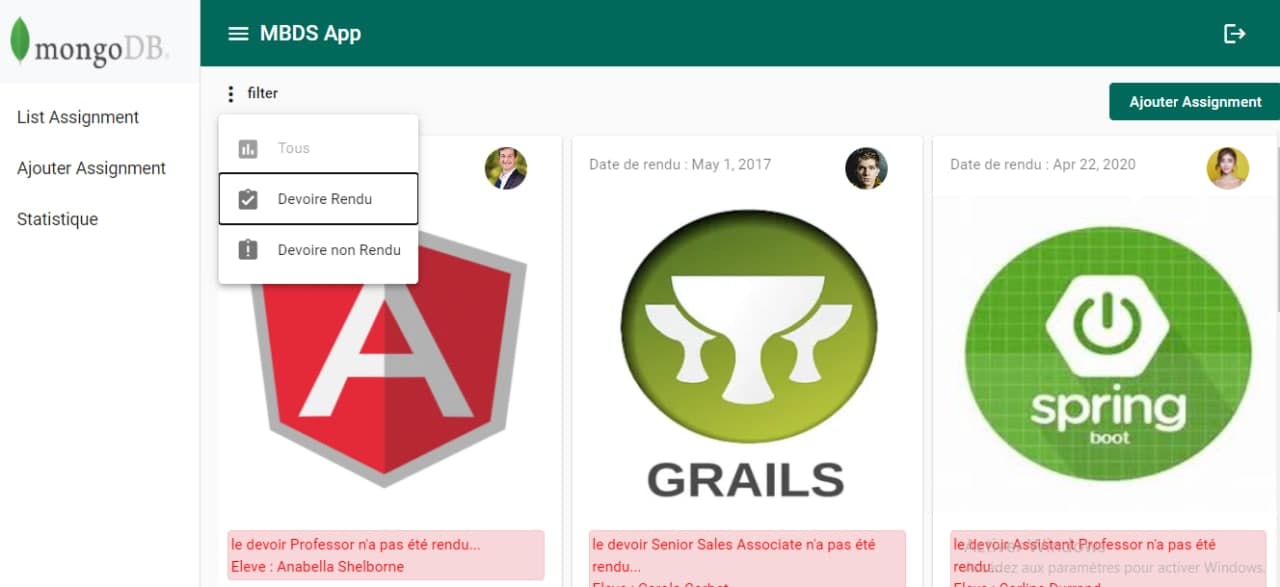 mongoDB.
MBDS App
List Assignment
Ajouter Assignment
Statistique
filter
Ajouter Assignment
Tous
Devoire Rendu
Devoire non Rendu
Date de rendu : May 1, 2017
Date de rendu : Apr 22, 2020
GRAILS
spring
boot
le devoir Professor n'a pas été rendu...
Eleve : Anabella Shelborne
le devoir Senior Sales Associate n'a pas été
rendu...
le devoir Assistant Professor n'a pas été
rendu...
Activer Windows
Accédez aux paramètres pour activer Windows.